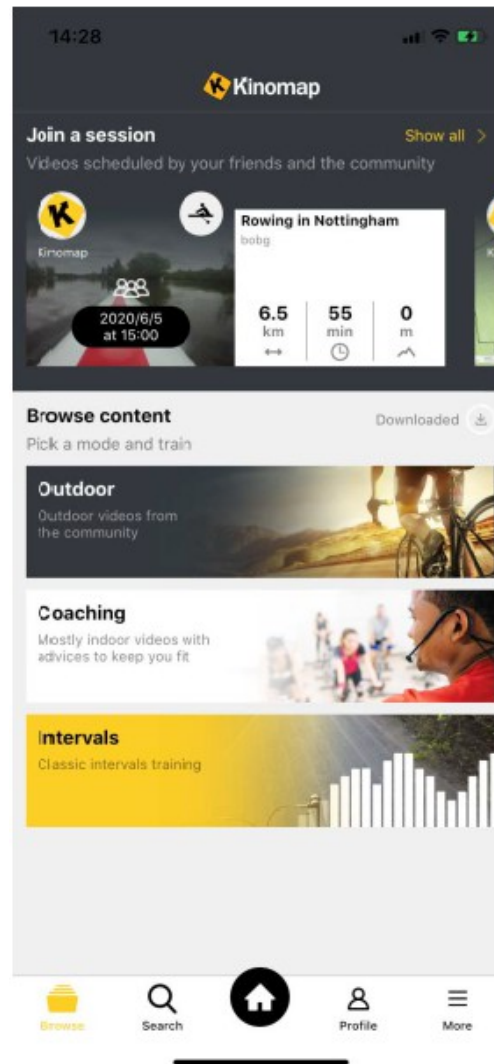 14:28
Kinomap
Join a session
Show all >
Videos scheduled by your friends and the community
Kinomap
2020/6/5
at 15:00
Rowing in Nottingham
bobg
6.5
km
55
min
0
m
Browse content
Downloaded
Pick a mode and train
Outdoor
Outdoor videos from
the community
Coaching
Mostly indoor videos with
advices to keep you fit
Intervals
Classic intervals training
Browse
Search
Profile
More